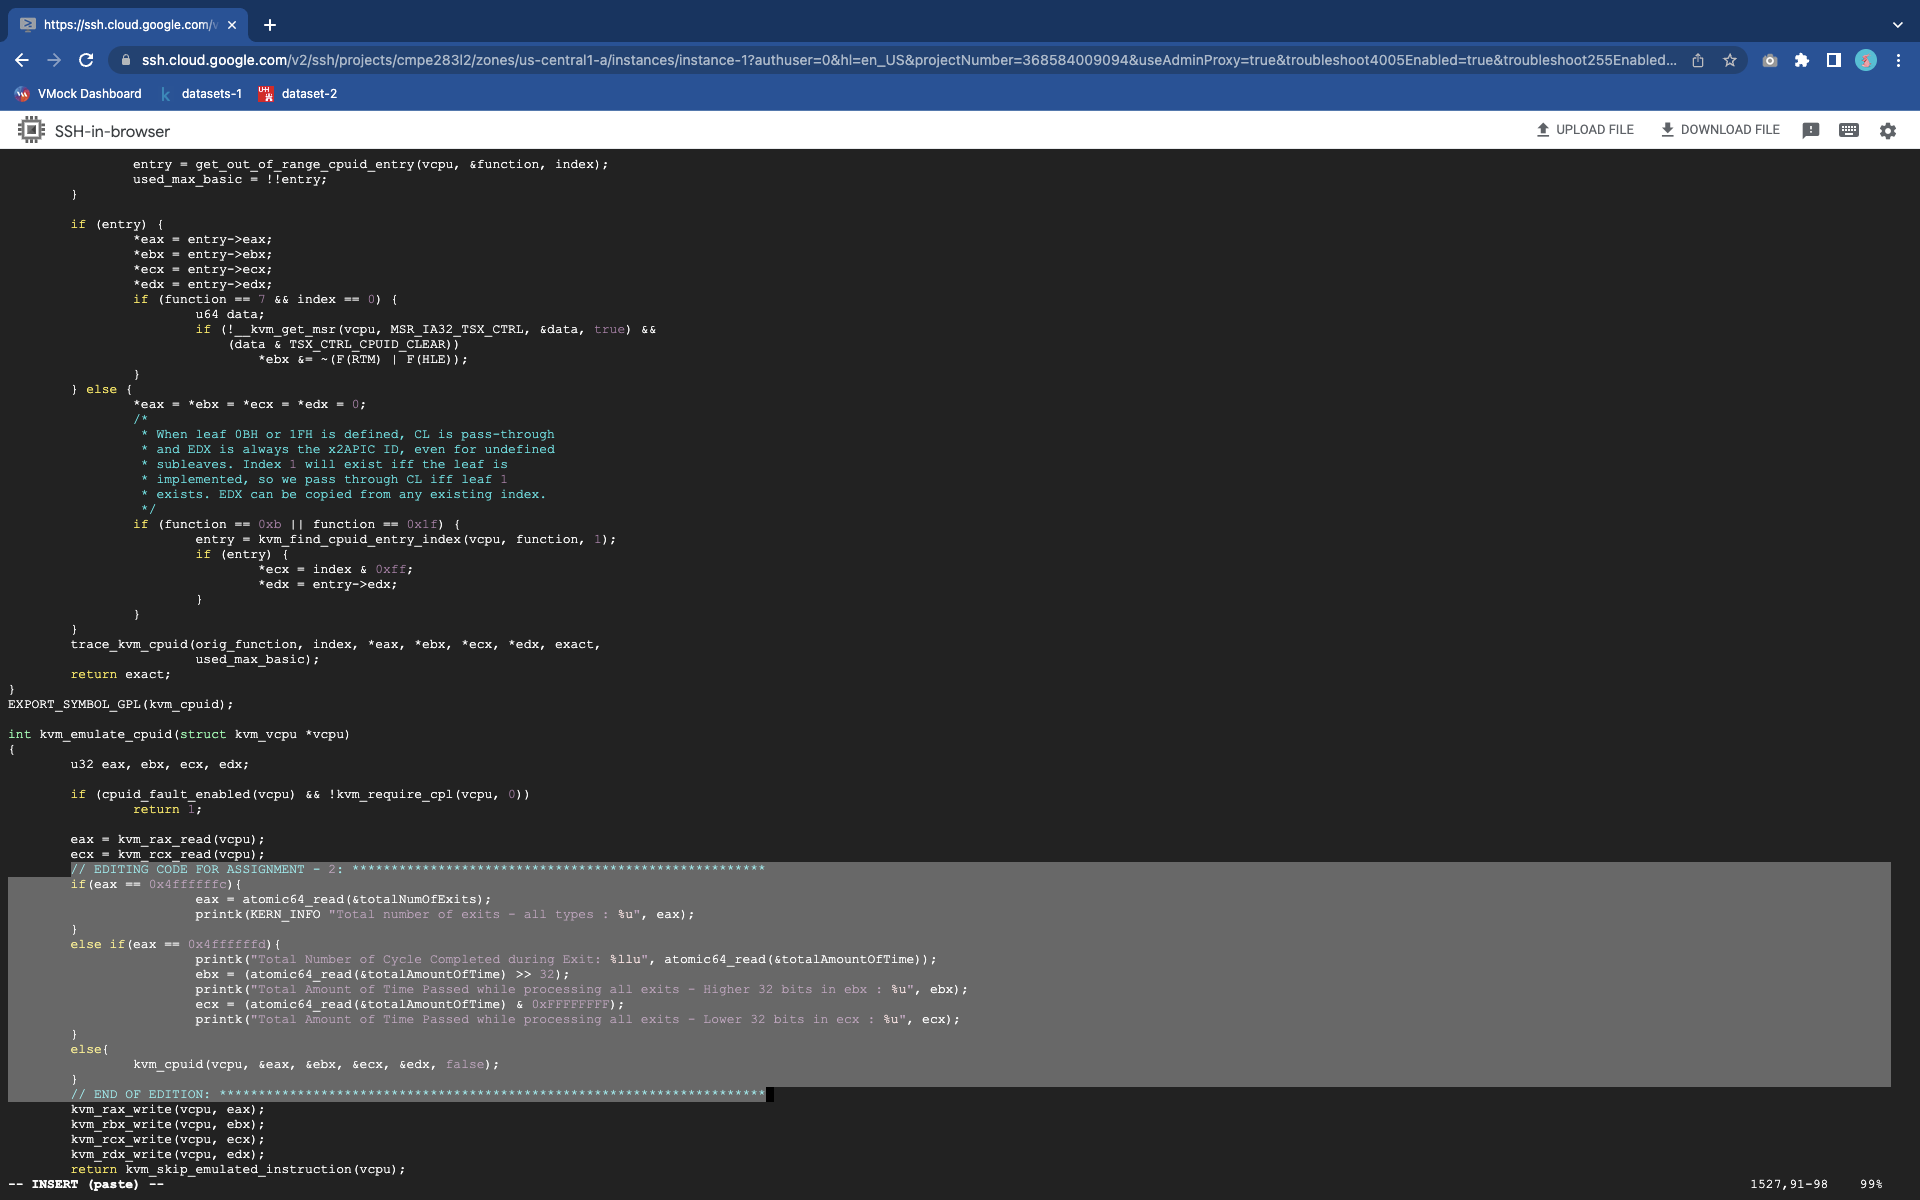 https://ssh.cloud.google.com/v
ssh.cloud.google.com/v2/ssh/projects/cmpe283l2/zones/us-central1-a/instances/instance-1?authuser=0&hl=en_US&projectNumber=368584009094&useAdminProxy=true&troubleshoot4005Enabled=true&troubleshoot255Enabled...
VMock Dashboard datasets-1 dataset-2
SSH-in-browser UPLOAD FILE DOWNLOAD FILE
entry = get_out_of_range_cpuid_entry(vcpu, &function, index);
used_max_basic = !!entry;
}
if (entry) {
*eax = entry->eax;
*ebx = entry->ebx;
*ecx = entry->ecx;
*edx = entry->edx;
if (function == 7 && index == 0) {
u64 data;
if (!__kvm_get_msr(vcpu, MSR_IA32_TSX_CTRL, &data, true) &&
(data & TSX_CTRL_CPUID_CLEAR))
*ebx &= ~(F(RTM) | F(HLE));
}
} else {
*eax = *ebx = *ecx = *edx = 0;
/*
* When leaf 0BH or 1FH is defined, CL is pass-through
* and EDX is always the x2APIC ID, even for undefined
* subleaves. Index 1 will exist iff the leaf is
* implemented, so we pass through CL iff leaf 1
* exists. EDX can be copied from any existing index.
*/
if (function == 0xb || function == 0x1f) {
entry = kvm_find_cpuid_entry_index(vcpu, function, 1);
if (entry) {
*ecx = index & 0xff;
*edx = entry->edx;
}
}
}
trace_kvm_cpuid(orig_function, index, *eax, *ebx, *ecx, *edx, exact,
used_max_basic);
return exact;
}
EXPORT_SYMBOL_GPL(kvm_cpuid);
int kvm_emulate_cpuid(struct kvm_vcpu *vcpu)
{
u32 eax, ebx, ecx, edx;
if (cpuid_fault_enabled(vcpu) && !kvm_require_cpl(vcpu, 0))
return 1;
eax = kvm_rax_read(vcpu);
ecx = kvm_rcx_read(vcpu);
// EDITING CODE FOR ASSIGNMENT - 2: *****************************************************
if(eax == 0x4ffffffc){
eax = atomic64_read(&totalNumOfExits);
printk(KERN_INFO "Total number of exits - all types : %u", eax);
}
else if(eax == 0x4ffffffd){
printk("Total Number of Cycle Completed during Exit: %llu", atomic64_read(&totalAmountOfTime));
ebx = (atomic64_read(&totalAmountOfTime) >> 32);
printk("Total Amount of Time Passed while processing all exits - Higher 32 bits in ebx : %u", ebx);
ecx = (atomic64_read(&totalAmountOfTime) & 0xFFFFFFFF);
printk("Total Amount of Time Passed while processing all exits - Lower 32 bits in ecx : %u", ecx);
}
else{
kvm_cpuid(vcpu, &eax, &ebx, &ecx, &edx, false);
}
// END OF EDITION: **********************************************************************
kvm_rax_write(vcpu, eax);
kvm_rbx_write(vcpu, ebx);
kvm_rcx_write(vcpu, ecx);
kvm_rdx_write(vcpu, edx);
return kvm_skip_emulated_instruction(vcpu);
-- INSERT (paste) -- 1527,91-98 99%